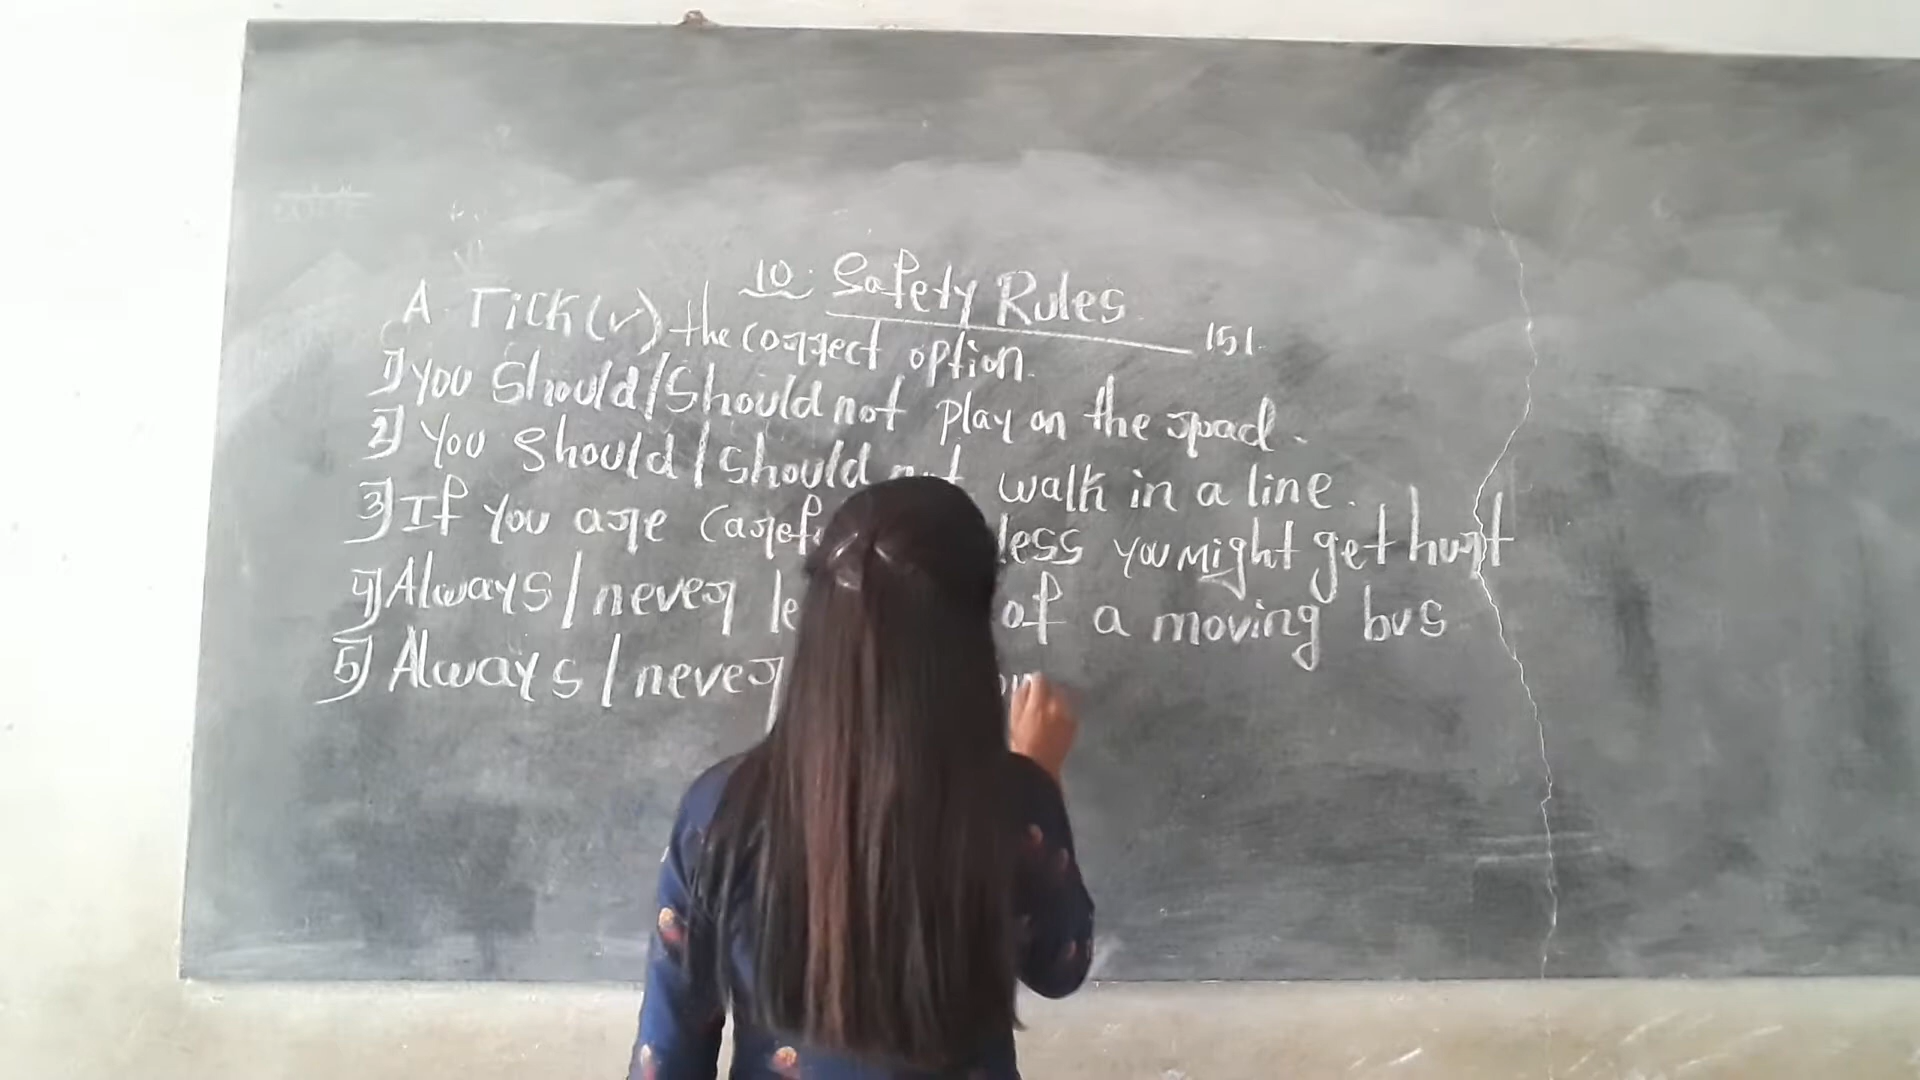 10. Safety Rules
A. Tick (✓) the correct option. 151.
1) you Should/Should not play on the road.
2) You Should/Should not walk in a line.
3) If you are less you might get hurt
4) Always/never of a moving bus
5) Always/never